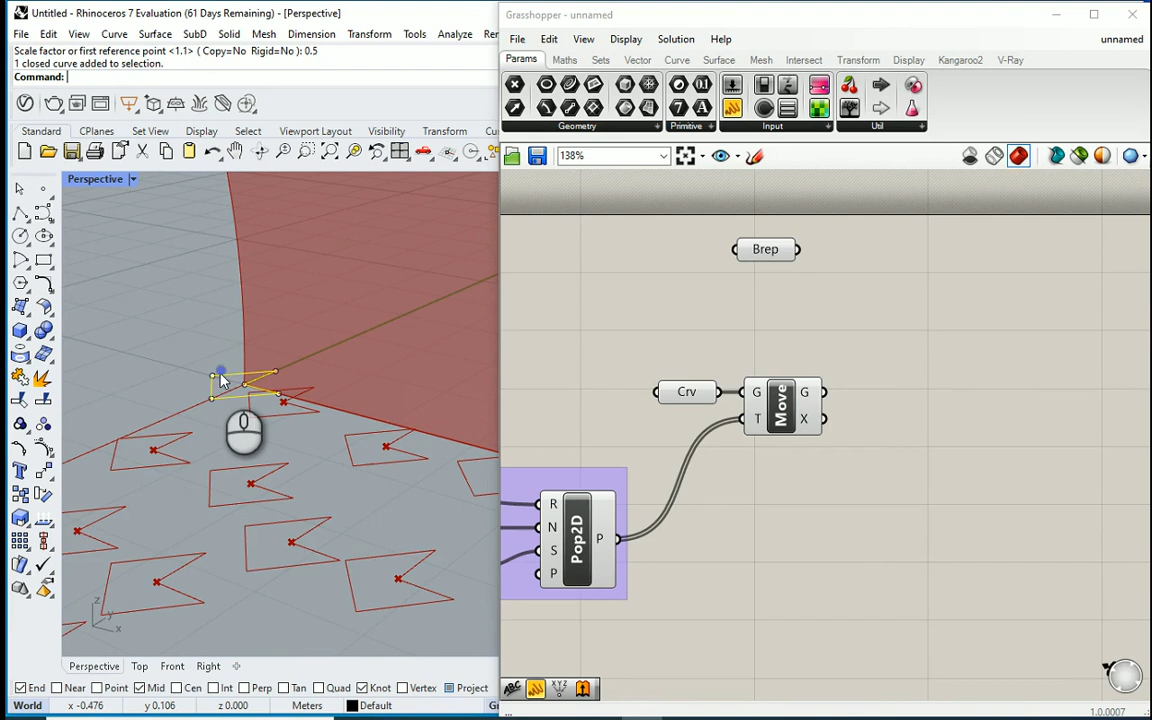 Untitled - Rhinoceros 7 Evaluation (61 Days Remaining) - [Perspective]
File Edit View Curve Surface SubD Solid Mesh Dimension Transform Tools Analyze
Scale factor or first reference point <1.1> ( Copy=No Rigid=No ): 0.5
1 closed curve added to selection.
Command:
Standard CPlanes Set View Display Select Viewport Layout Visibility Transform
Perspective
z
y
x
Perspective Top Front Right
End Near Point Mid Cen Int Perp Tan Quad Knot Vertex Project
World x -0.476 y 0.106 z 0.000 Meters Default
Grasshopper - unnamed
File Edit View Display Solution Help unnamed
Params Maths Sets Vector Curve Surface Mesh Intersect Transform Display Kangaroo2 V-Ray
Geometry Primitive Input Util
138%
Brep
Crv
G Move G
T X
R
N Pop2D P
S
P
1.0.0007